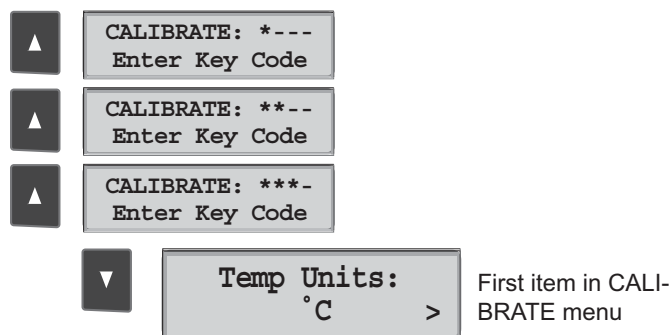 CALIBRATE: *---
Enter Key Code
CALIBRATE: **--
Enter Key Code
CALIBRATE: ***-
Enter Key Code
Temp Units:
°C >
First item in CALI-
BRATE menu